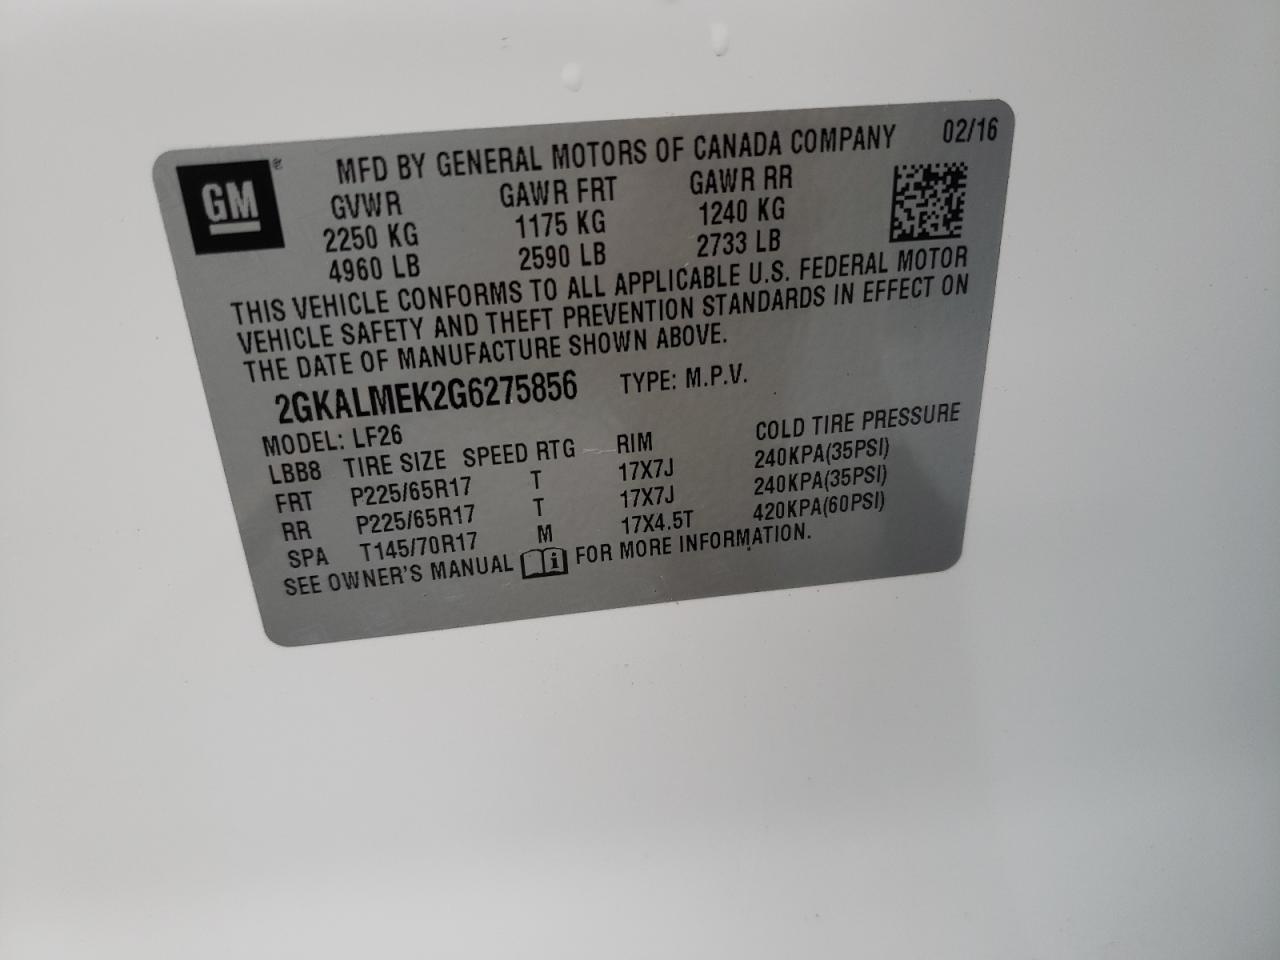 GM ®
MFD BY GENERAL MOTORS OF CANADA COMPANY 02/16
GVWR GAWR FRT GAWR RR
2250 KG 1175 KG 1240 KG
4960 LB 2590 LB 2733 LB
THIS VEHICLE CONFORMS TO ALL APPLICABLE U.S. FEDERAL MOTOR
VEHICLE SAFETY AND THEFT PREVENTION STANDARDS IN EFFECT ON
THE DATE OF MANUFACTURE SHOWN ABOVE.
2GKALMEK2G6275856 TYPE: M.P.V.
MODEL: LF26
LBB8 TIRE SIZE SPEED RTG RIM COLD TIRE PRESSURE
FRT P225/65R17 T 17X7J 240KPA(35PSI)
RR P225/65R17 T 17X7J 240KPA(35PSI)
SPA T145/70R17 M 17X4.5T 420KPA(60PSI)
SEE OWNER'S MANUAL i FOR MORE INFORMATION.